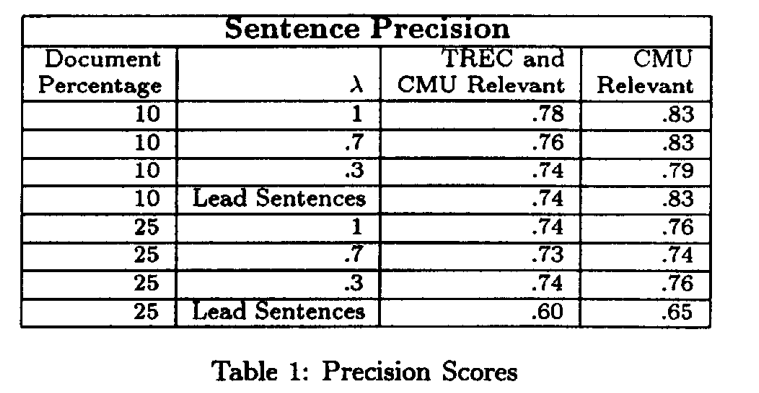 Sentence Precision
Document Percentage λ TREC and CMU Relevant CMU Relevant
10 1 .78 .83
10 .7 .76 .83
10 .3 .74 .79
10 Lead Sentences .74 .83
25 1 .74 .76
25 .7 .73 .74
25 .3 .74 .76
25 Lead Sentences .60 .65
Table 1: Precision Scores